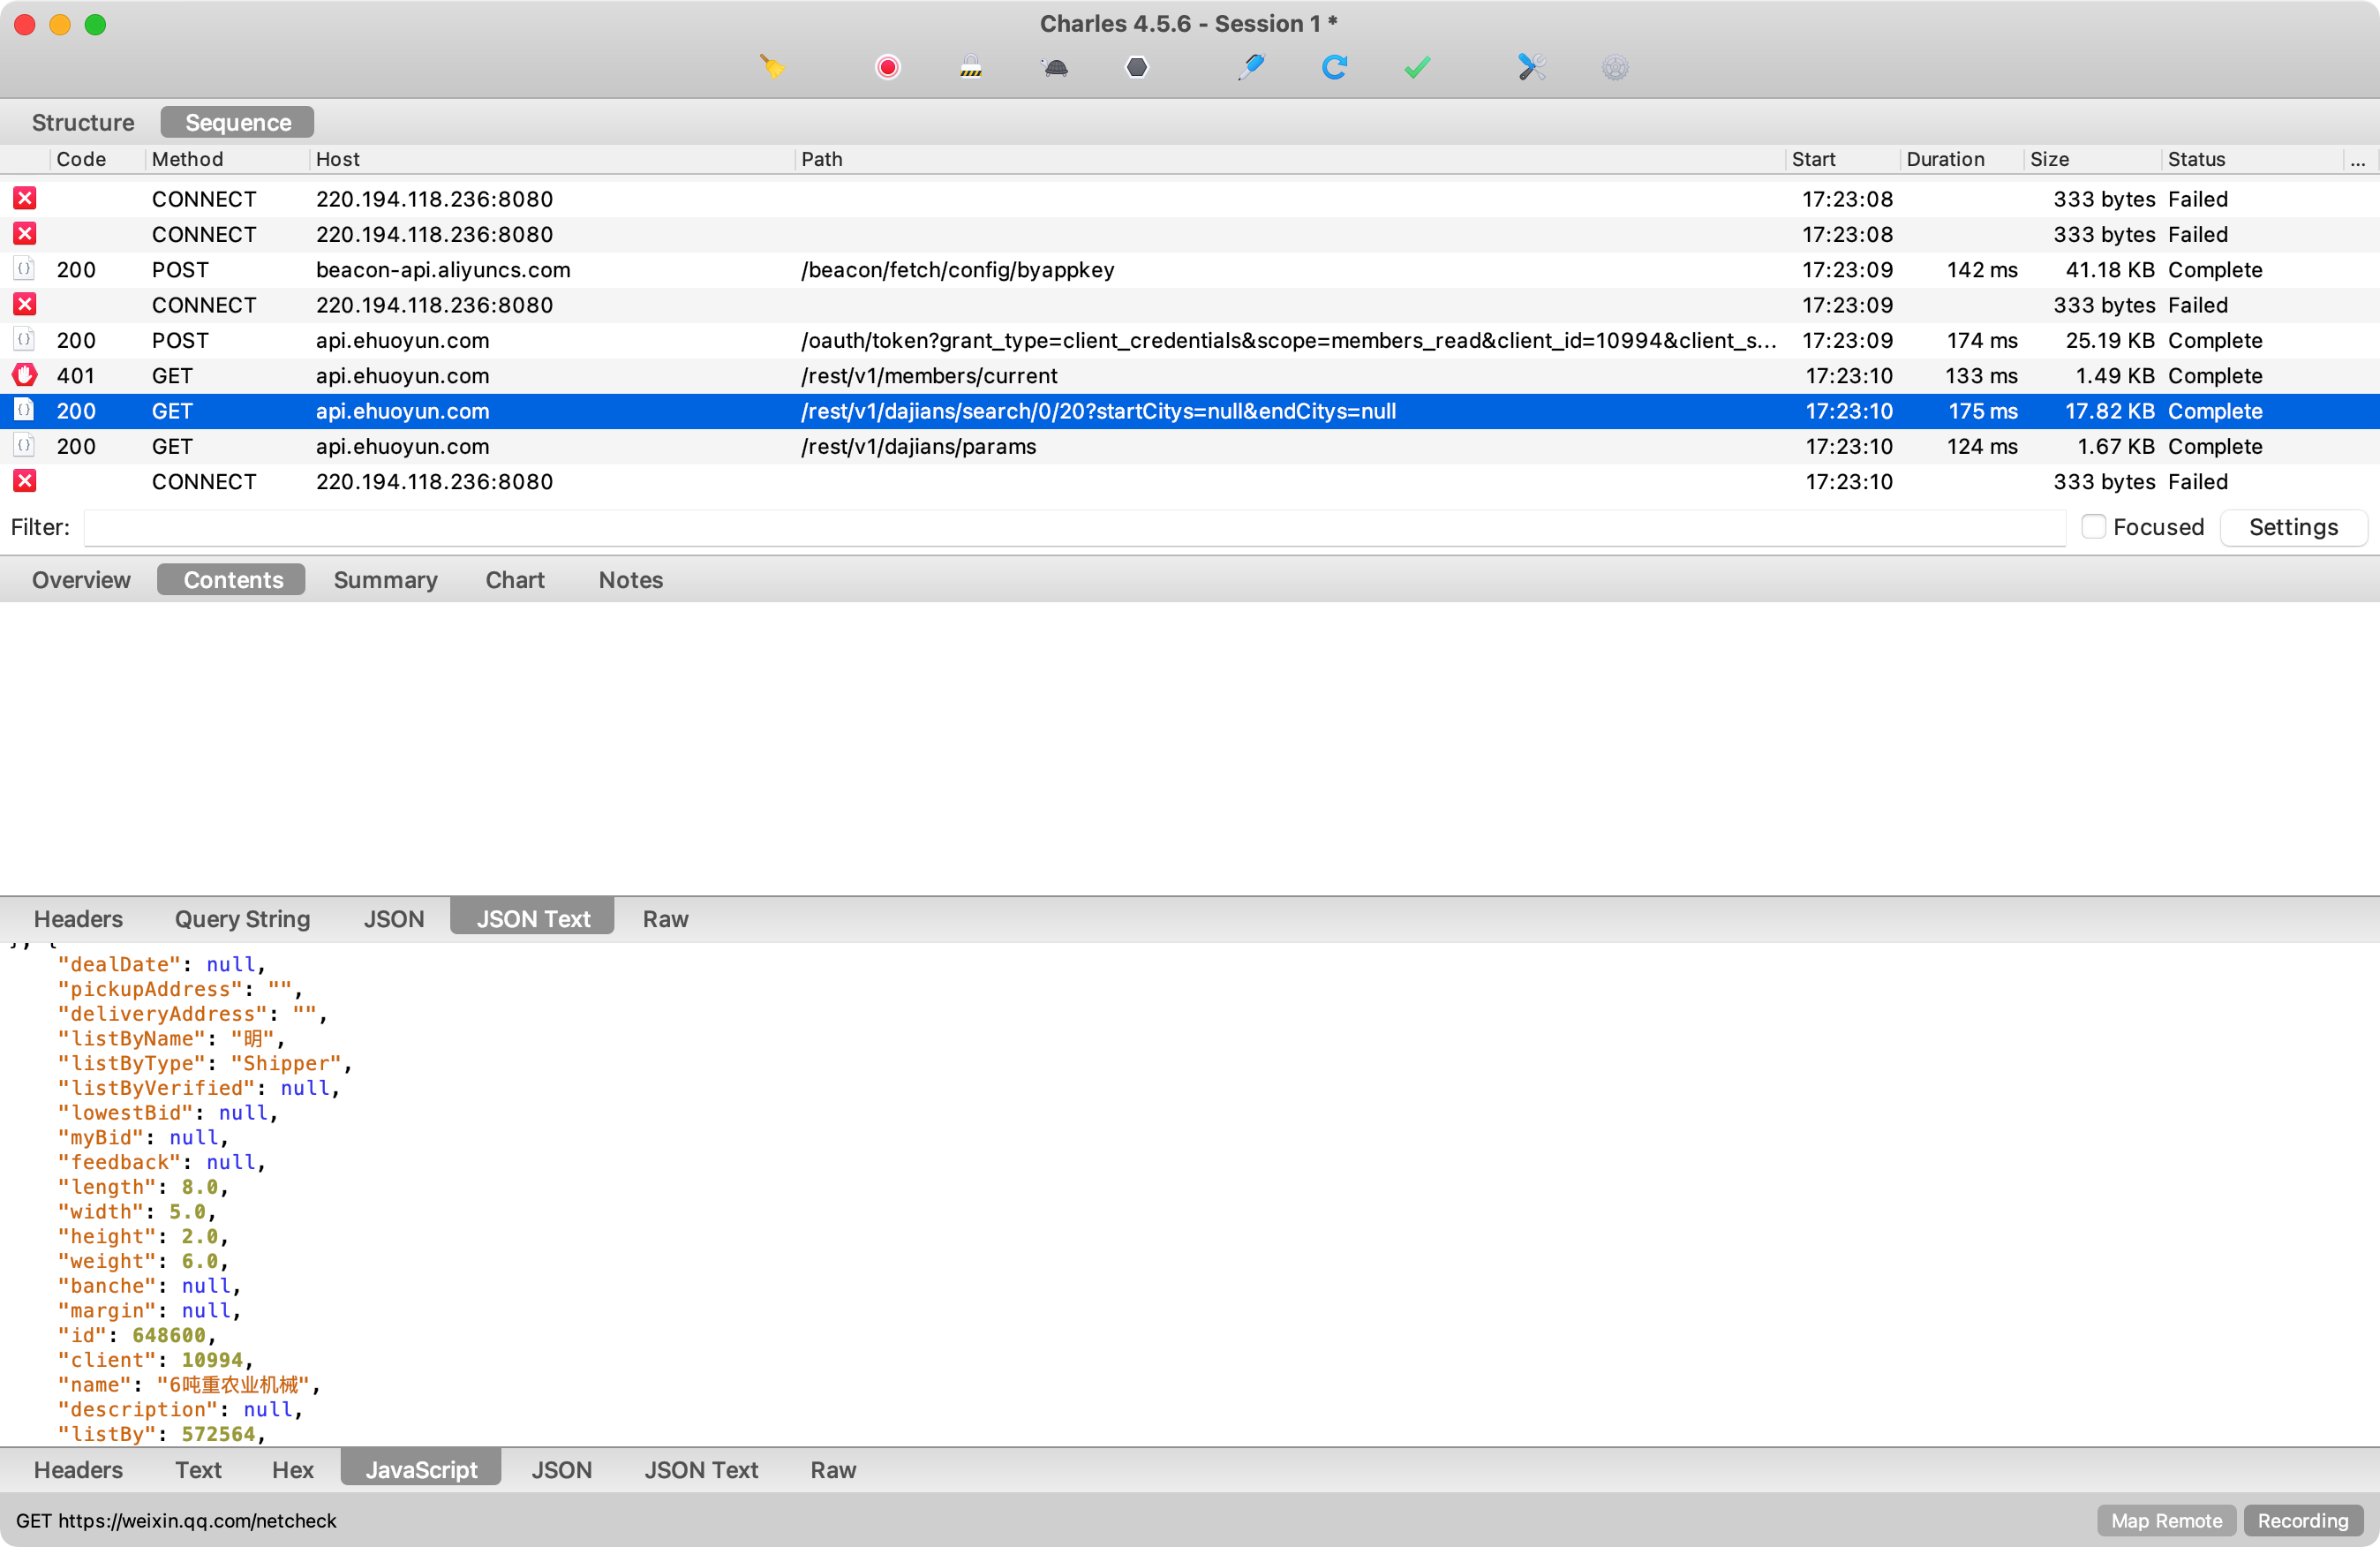 Charles 4.5.6 - Session 1 *
Structure Sequence
Code Method Host Path Start Duration Size Status ...
CONNECT 220.194.118.236:8080 17:23:08 333 bytes Failed
CONNECT 220.194.118.236:8080 17:23:08 333 bytes Failed
200 POST beacon-api.aliyuncs.com /beacon/fetch/config/byappkey 17:23:09 142 ms 41.18 KB Complete
CONNECT 220.194.118.236:8080 17:23:09 333 bytes Failed
200 POST api.ehuoyun.com /oauth/token?grant_type=client_credentials&scope=members_read&client_id=10994&client_s... 17:23:09 174 ms 25.19 KB Complete
401 GET api.ehuoyun.com /rest/v1/members/current 17:23:10 133 ms 1.49 KB Complete
200 GET api.ehuoyun.com /rest/v1/dajians/search/0/20?startCitys=null&endCitys=null 17:23:10 175 ms 17.82 KB Complete
200 GET api.ehuoyun.com /rest/v1/dajians/params 17:23:10 124 ms 1.67 KB Complete
CONNECT 220.194.118.236:8080 17:23:10 333 bytes Failed
Filter: Focused Settings
Overview Contents Summary Chart Notes
Headers Query String JSON JSON Text Raw
}, {
"dealDate": null,
"pickupAddress": "",
"deliveryAddress": "",
"listByName": "明",
"listByType": "Shipper",
"listByVerified": null,
"lowestBid": null,
"myBid": null,
"feedback": null,
"length": 8.0,
"width": 5.0,
"height": 2.0,
"weight": 6.0,
"banche": null,
"margin": null,
"id": 648600,
"client": 10994,
"name": "6吨重农业机械",
"description": null,
"listBy": 572564,
Headers Text Hex JavaScript JSON JSON Text Raw
GET https://weixin.qq.com/netcheck Map Remote Recording